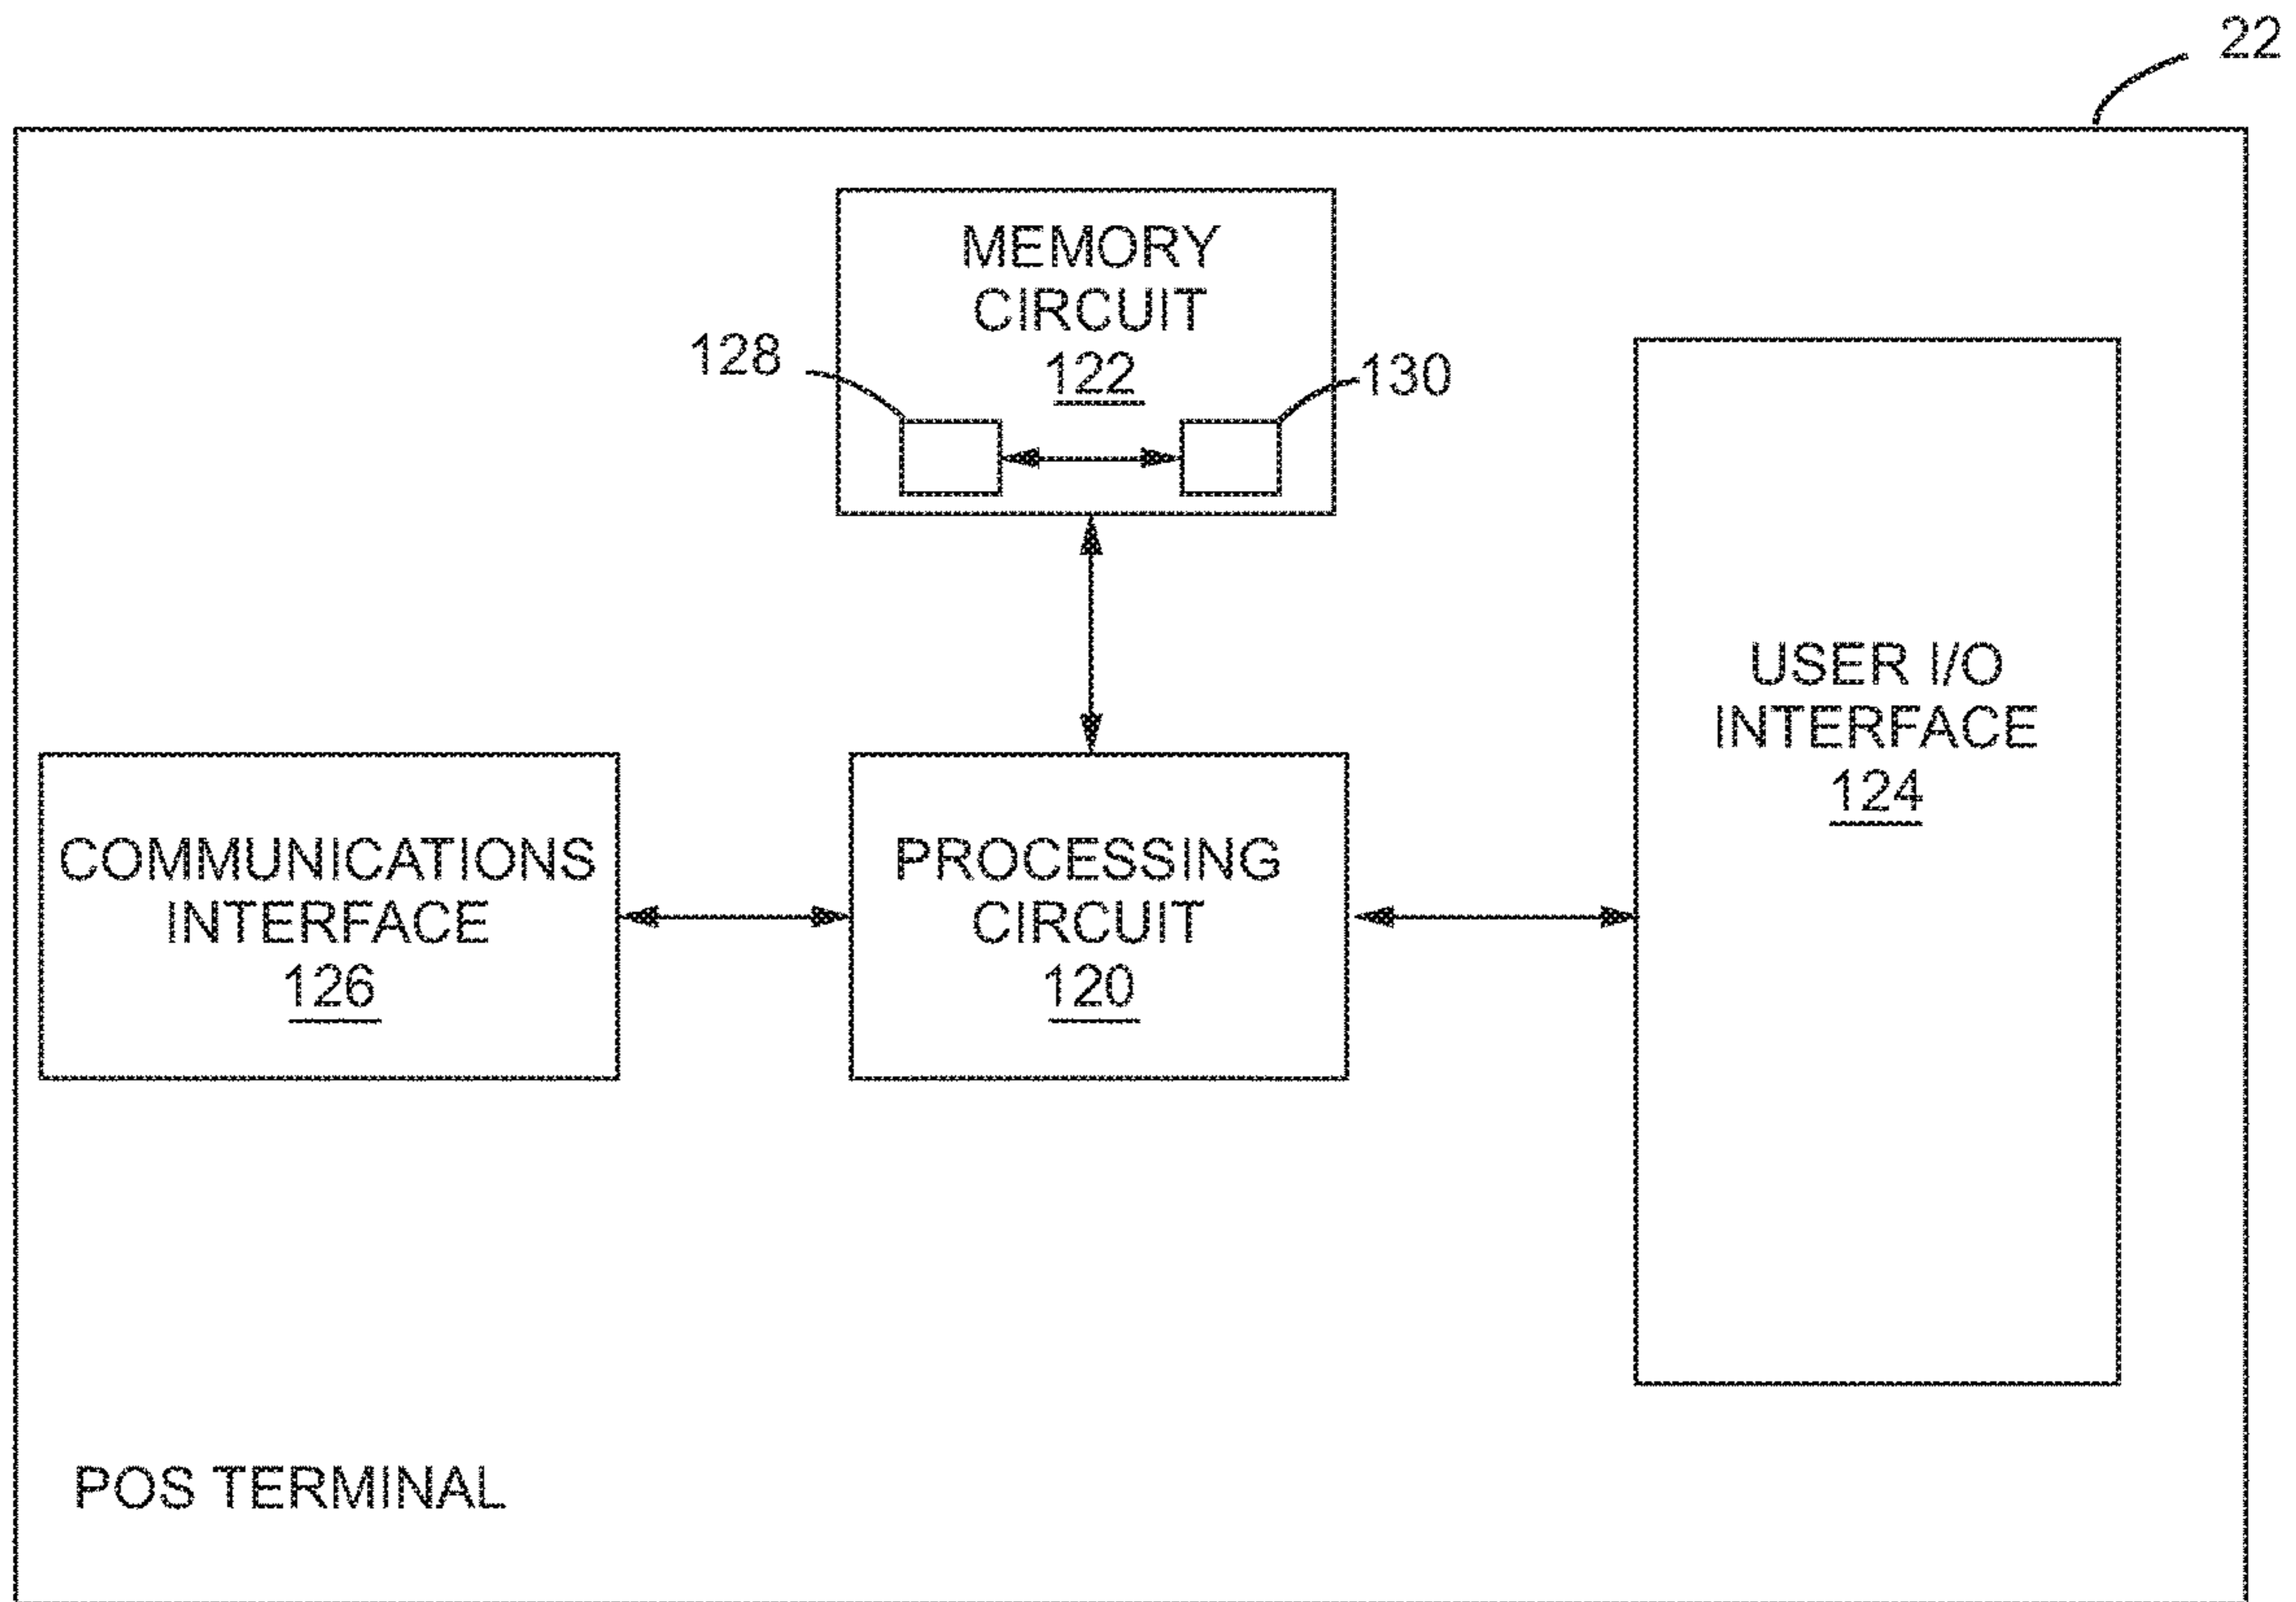 22
MEMORY
CIRCUIT
122
128
130
USER I/O
INTERFACE
124
COMMUNICATIONS
INTERFACE
126
PROCESSING
CIRCUIT
120
POS TERMINAL